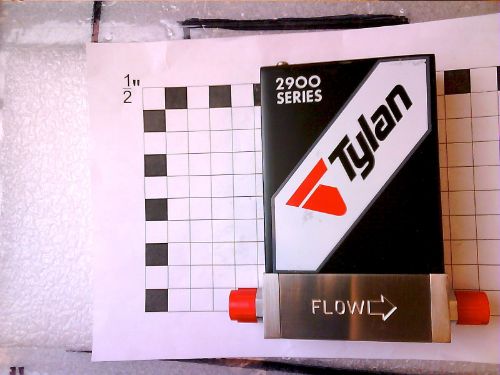 1/2"
2900
SERIES
Tylan
FLOW